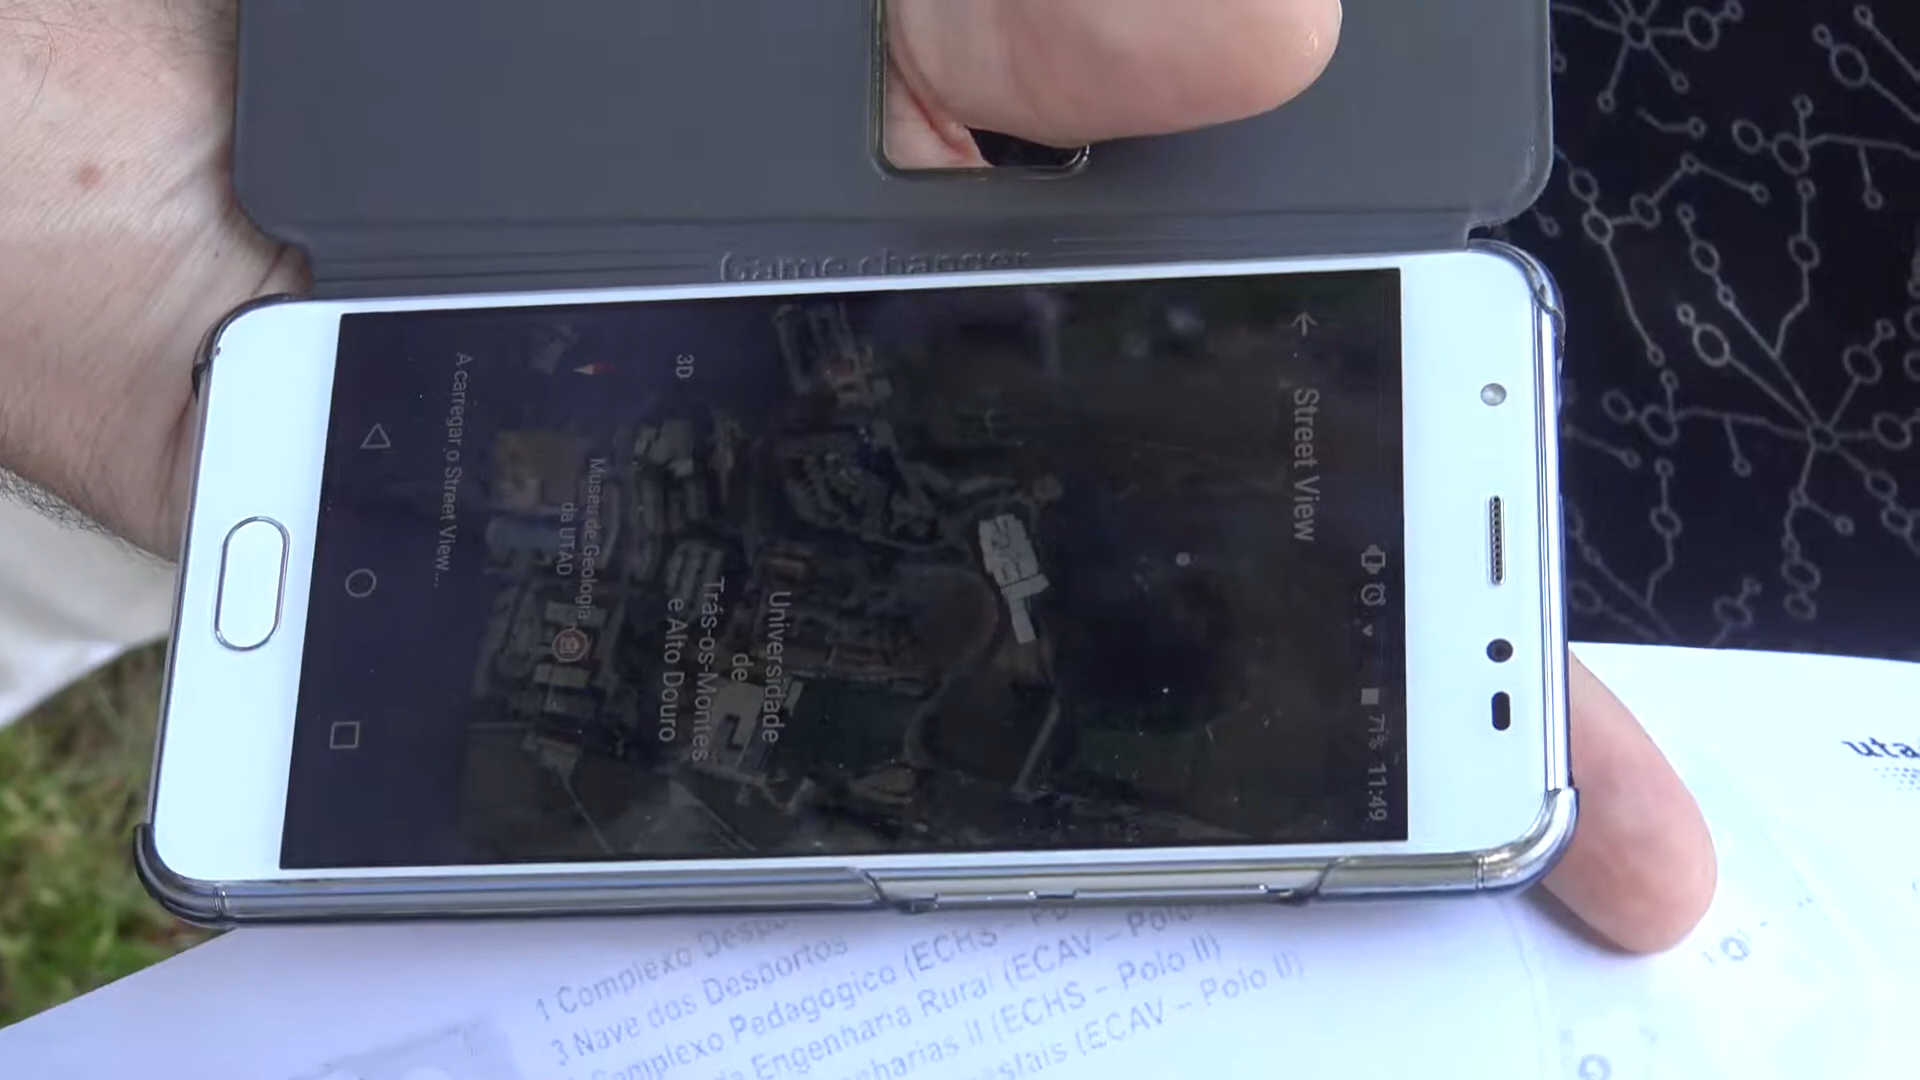 Game changer
71% 11:49
Street View
Universidade
de
Trás-os-Montes
e Alto Douro
3D
Museu de Geologia
da UTAD
A carregar o Street View...
1 Complexo
3 Nave dos Desportos
Complexo Pedagógico (ECHS -
Engenharia Rural (ECAV – Polo
II (ECHS – Polo II)
(ECAV – Polo II)